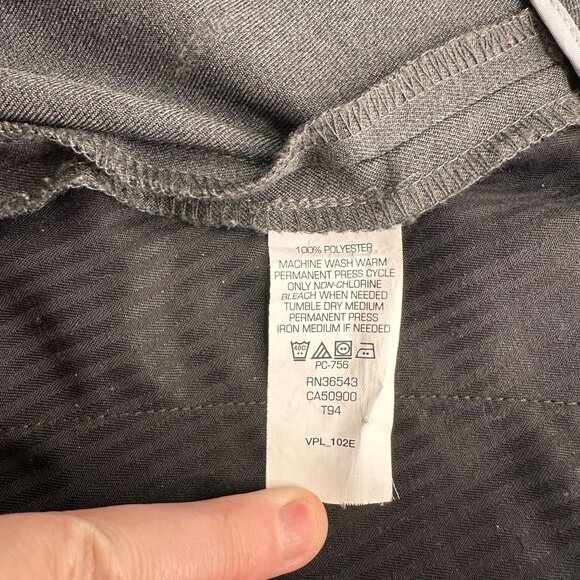 100% POLYESTER
MACHINE WASH WARM
PERMANENT PRESS CYCLE
ONLY NON-CHLORINE
BLEACH WHEN NEEDED
TUMBLE DRY MEDIUM
PERMANENT PRESS
IRON MEDIUM IF NEEDED
40C
PC-756
RN36543
CA50900
T94
VPL_102E